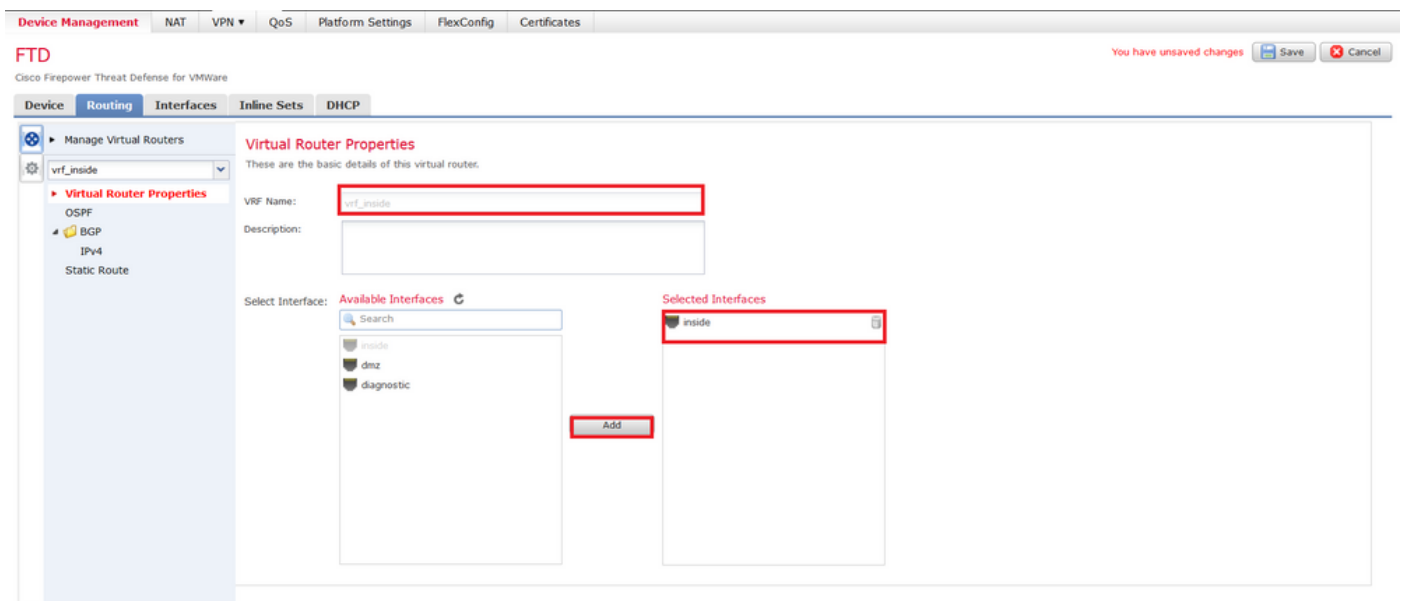 Device Management NAT VPN QoS Platform Settings FlexConfig Certificates
FTD
You have unsaved changes Save Cancel
Cisco Firepower Threat Defense for VMWare
Device Routing Interfaces Inline Sets DHCP
Manage Virtual Routers
vrf_inside
Virtual Router Properties
OSPF
BGP
IPv4
Static Route
Virtual Router Properties
These are the basic details of this virtual router.
VRF Name: vrf_inside
Description:
Select Interface: Available Interfaces Selected Interfaces
Search
inside
dmz
diagnostic
Add
inside